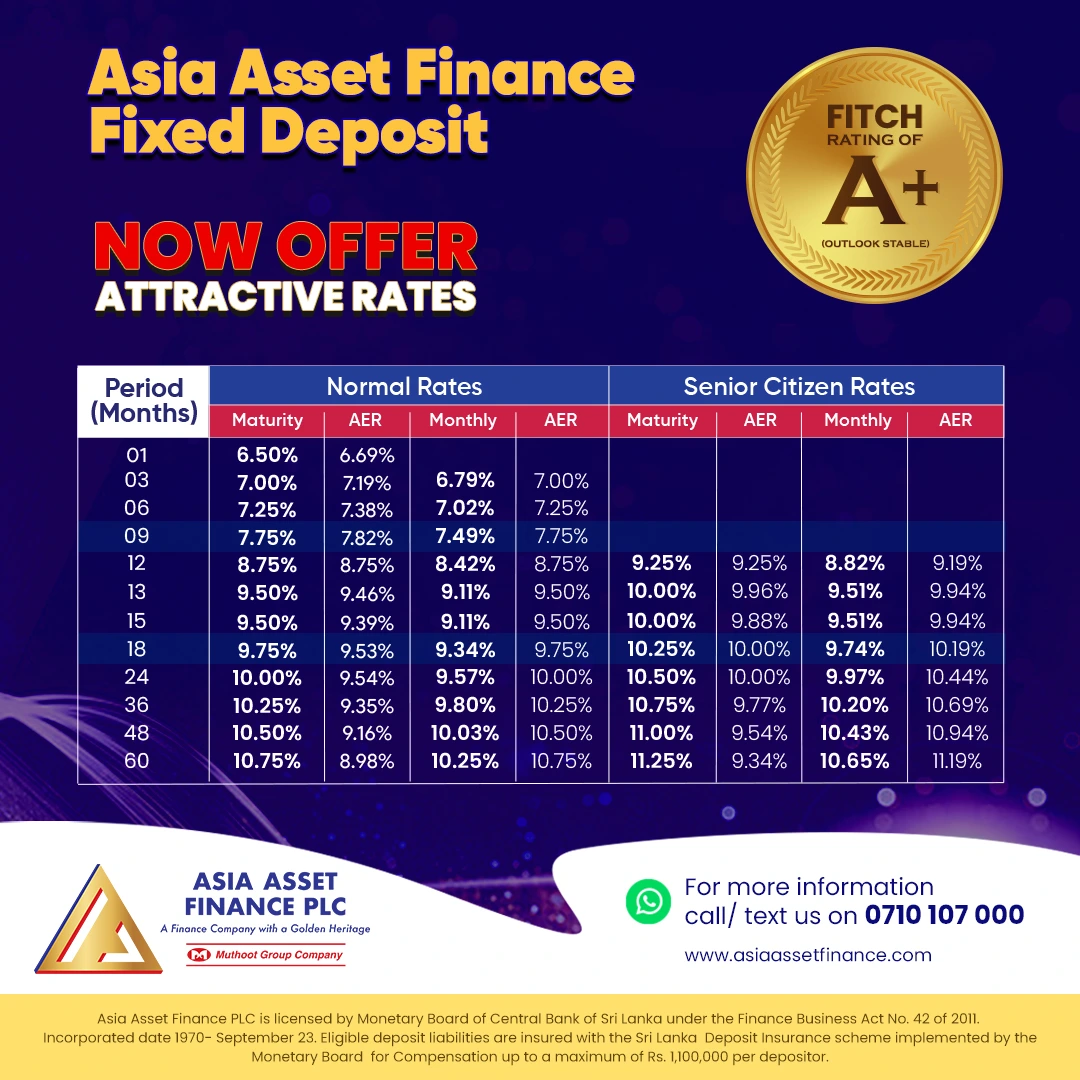 Asia Asset Finance
Fixed Deposit
NOW OFFER
ATTRACTIVE RATES
FITCH
RATING OF
A+
(OUTLOOK STABLE)
Period
(Months)
Normal Rates
Senior Citizen Rates
Maturity AER Monthly AER Maturity AER Monthly AER
01 6.50% 6.69%
03 7.00% 7.19% 6.79% 7.00%
06 7.25% 7.38% 7.02% 7.25%
09 7.75% 7.82% 7.49% 7.75%
12 8.75% 8.75% 8.42% 8.75% 9.25% 9.25% 8.82% 9.19%
13 9.50% 9.46% 9.11% 9.50% 10.00% 9.96% 9.51% 9.94%
15 9.50% 9.39% 9.11% 9.50% 10.00% 9.88% 9.51% 9.94%
18 9.75% 9.53% 9.34% 9.75% 10.25% 10.00% 9.74% 10.19%
24 10.00% 9.54% 9.57% 10.00% 10.50% 10.00% 9.97% 10.44%
36 10.25% 9.35% 9.80% 10.25% 10.75% 9.77% 10.20% 10.69%
48 10.50% 9.16% 10.03% 10.50% 11.00% 9.54% 10.43% 10.94%
60 10.75% 8.98% 10.25% 10.75% 11.25% 9.34% 10.65% 11.19%
ASIA ASSET
FINANCE PLC
A Finance Company with a Golden Heritage
Muthoot Group Company
For more information
call/ text us on 0710 107 000
www.asiaassetfinance.com
Asia Asset Finance PLC is licensed by Monetary Board of Central Bank of Sri Lanka under the Finance Business Act No. 42 of 2011.
Incorporated date 1970- September 23. Eligible deposit liabilities are insured with the Sri Lanka Deposit Insurance scheme implemented by the
Monetary Board for Compensation up to a maximum of Rs. 1,100,000 per depositor.